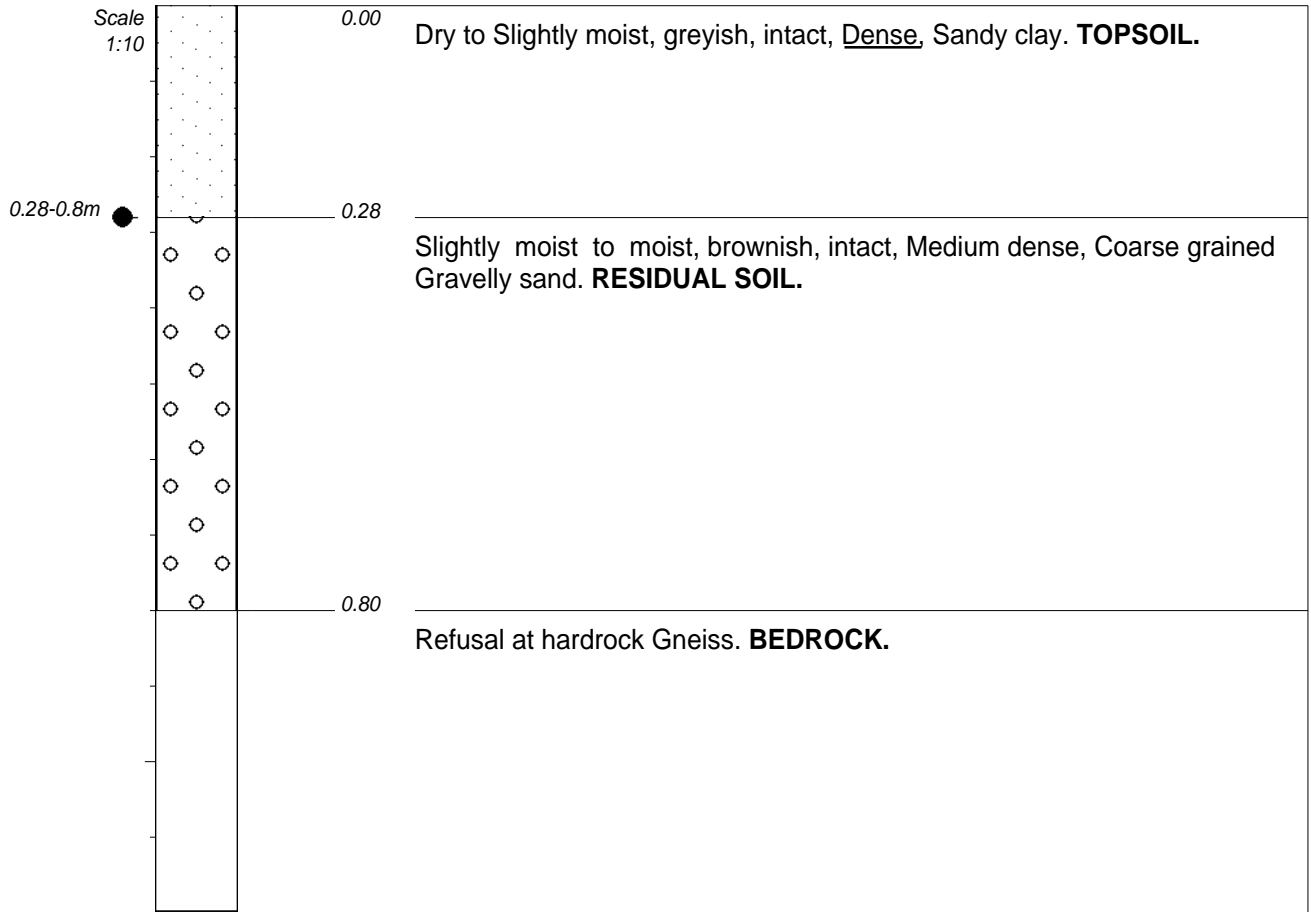 Scale
1:10
0.00
Dry to Slightly moist, greyish, intact, Dense, Sandy clay. TOPSOIL.
0.28-0.8m
0.28
Slightly moist to moist, brownish, intact, Medium dense, Coarse grained
Gravelly sand. RESIDUAL SOIL.
0.80
Refusal at hardrock Gneiss. BEDROCK.